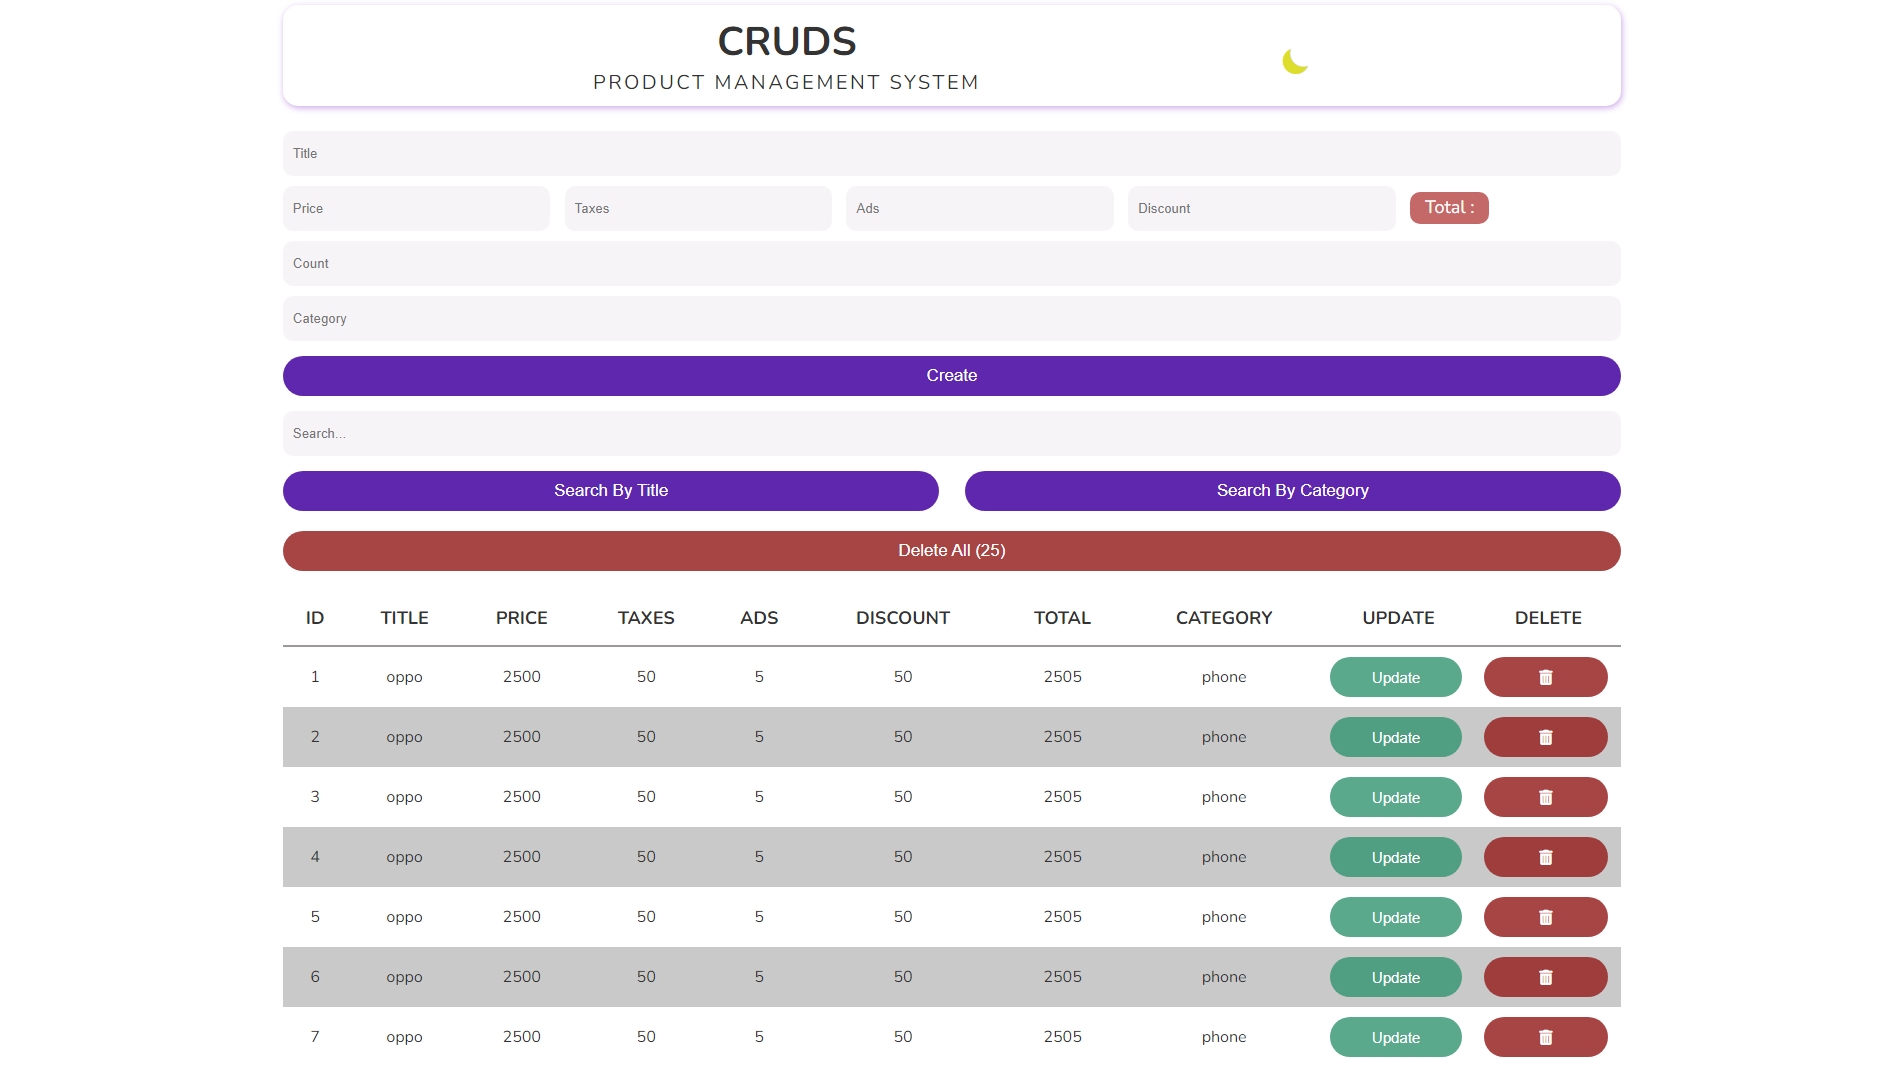 CRUDS
PRODUCT MANAGEMENT SYSTEM
Title
Price Taxes Ads Discount Total :
Count
Category
Create
Search...
Search By Title Search By Category
Delete All (25)
ID TITLE PRICE TAXES ADS DISCOUNT TOTAL CATEGORY UPDATE DELETE
1 oppo 2500 50 5 50 2505 phone Update
2 oppo 2500 50 5 50 2505 phone Update
3 oppo 2500 50 5 50 2505 phone Update
4 oppo 2500 50 5 50 2505 phone Update
5 oppo 2500 50 5 50 2505 phone Update
6 oppo 2500 50 5 50 2505 phone Update
7 oppo 2500 50 5 50 2505 phone Update